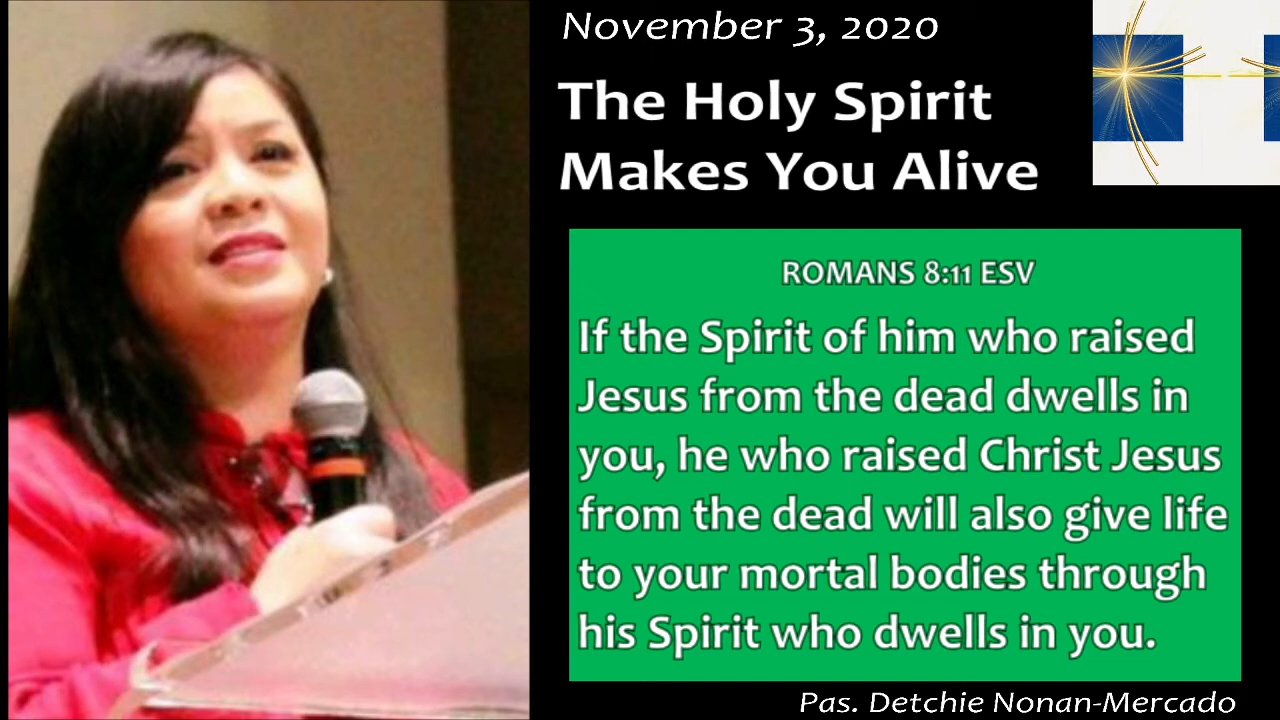 November 3, 2020
The Holy Spirit
Makes You Alive
ROMANS 8:11 ESV
If the Spirit of him who raised
Jesus from the dead dwells in
you, he who raised Christ Jesus
from the dead will also give life
to your mortal bodies through
his Spirit who dwells in you.
Pas. Detchie Nonan-Mercado